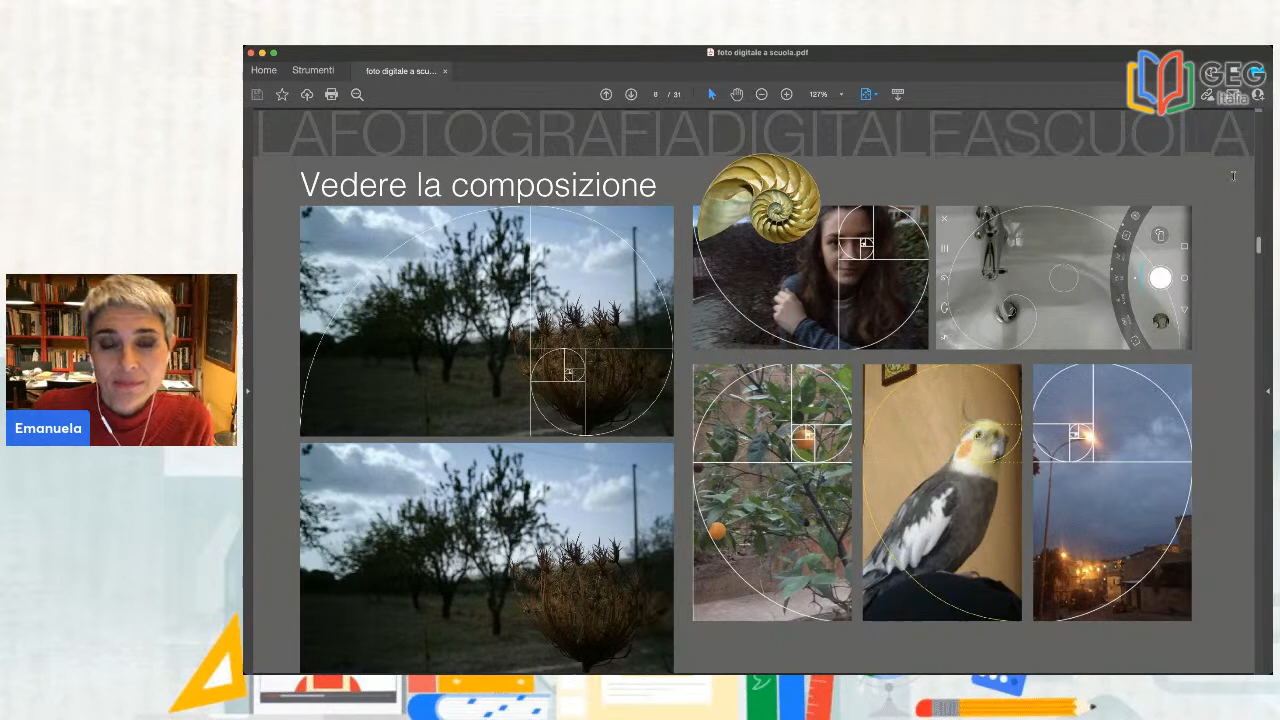 foto digitale a scuola.pdf
Home Strumenti foto digitale a scu... ×
8 / 31 127%
GEG
Italia
LAFOTOGRAFIADIGITALEASCUOLA
Vedere la composizione
Emanuela